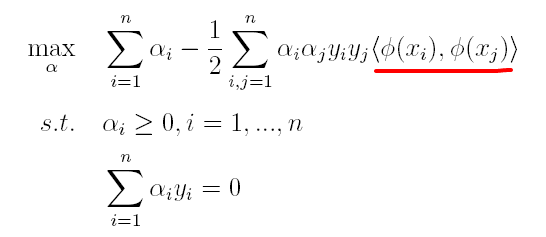 max_α ∑_{i=1}^{n} α_i − 1/2 ∑_{i,j=1}^{n} α_i α_j y_i y_j ⟨ϕ(x_i), ϕ(x_j)⟩
s.t. α_i ≥ 0, i = 1, ..., n
∑_{i=1}^{n} α_i y_i = 0